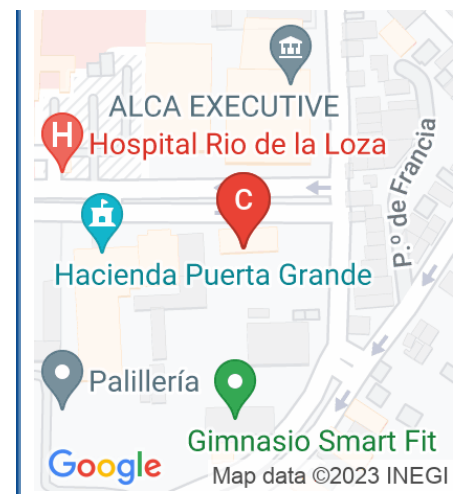 ALCA EXECUTIVE
H
Hospital Rio de la Loza
P.º de Francia
C
Hacienda Puerta Grande
Palillería
Gimnasio Smart Fit
Google
Map data ©2023 INEGI